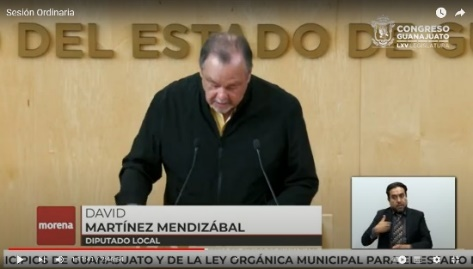 Sesión Ordinaria
CONGRESO
GUANAJUATO
LXV LEGISLATURA
DEL ESTADO DE G
morena
DAVID
MARTÍNEZ MENDIZÁBAL
DIPUTADO LOCAL
ICIPIOS DE GUANAJUATO Y DE LA LEY ORGÁNICA MUNICIPAL PARA EL ESTADO